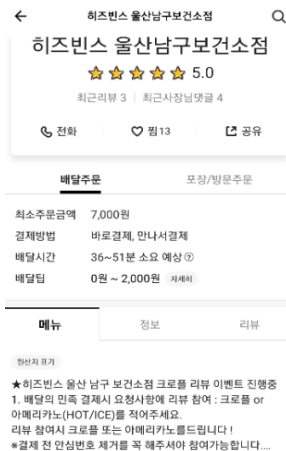 히즈빈스 울산남구보건소점
히즈빈스 울산남구보건소점
5.0
최근리뷰 3 | 최근사장님댓글 4
전화 찜13 공유
배달주문 포장/방문주문
최소주문금액 7,000원
결제방법 바로결제, 만나서결제
배달시간 36~51분 소요 예상
배달팁 0원 ~ 2,000원 자세히
메뉴 정보 리뷰
원산지 표기
★히즈빈스 울산 남구 보건소점 크로플 리뷰 이벤트 진행중
1. 배달의 민족 결제시 요청사항에 리뷰 참여 : 크로플 or
아메리카노(HOT/ICE)를 적어주세요.
리뷰 참여시 크로플 또는 아메리카노를드립니다 !
※결제 전 안심번호 제거를 꼭 해주셔야 참여가능합니다....